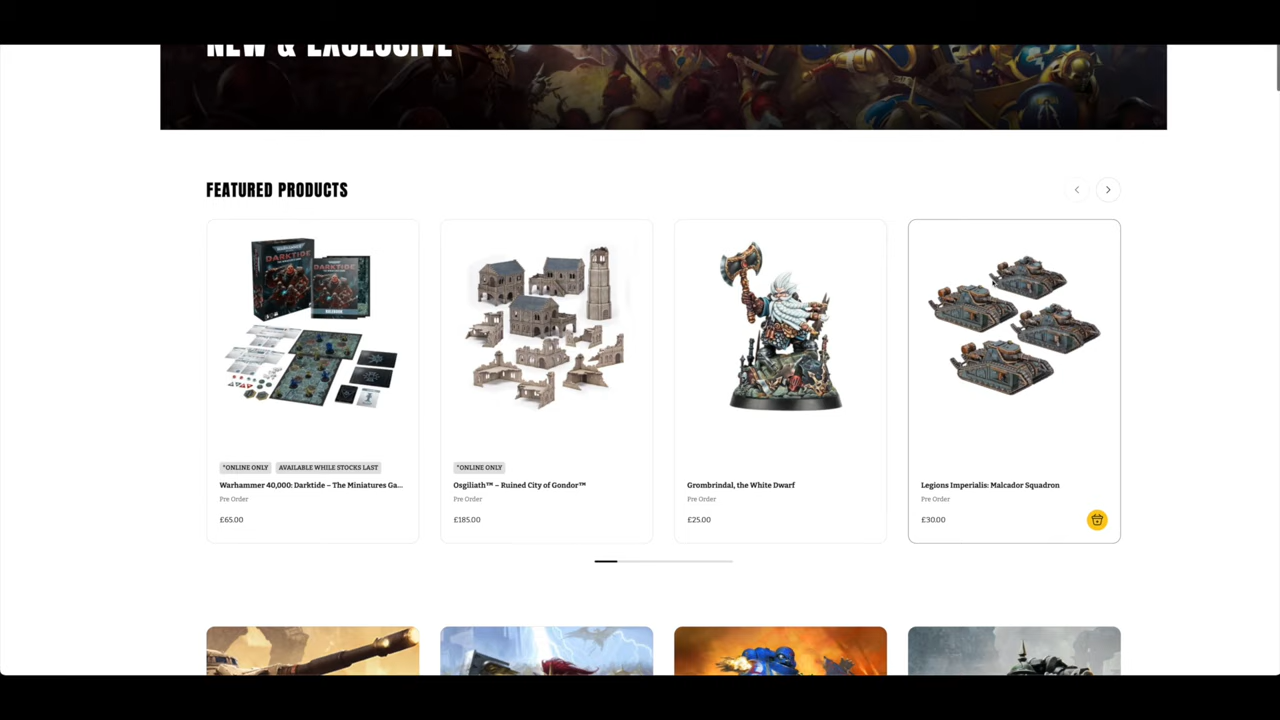 NEW & EXCLUSIVE
FEATURED PRODUCTS
DARKTIDE
DARKTIDE
*ONLINE ONLY AVAILABLE WHILE STOCKS LAST
Warhammer 40,000: Darktide – The Miniatures Ga...
Pre Order
£65.00
*ONLINE ONLY
Osgiliath™ – Ruined City of Gondor™
Pre Order
£185.00
Grombrindal, the White Dwarf
Pre Order
£25.00
Legions Imperialis: Malcador Squadron
Pre Order
£30.00